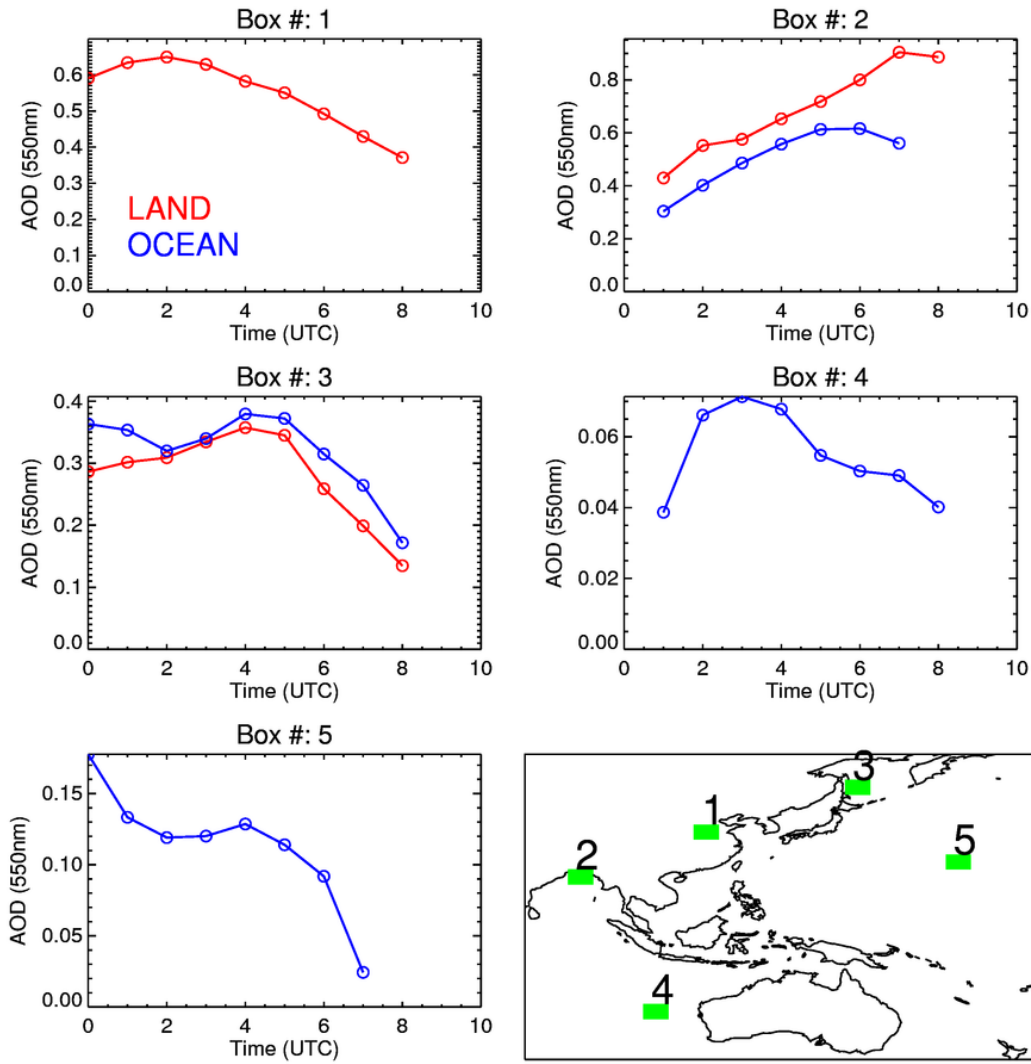 Box #: 1
AOD (550nm)
0.6
0.5
0.4
0.3
0.2
0.1
0.0
LAND
OCEAN
0 2 4 6 8 10
Time (UTC)
Box #: 2
AOD (550nm)
0.8
0.6
0.4
0.2
0 2 4 6 8 10
Time (UTC)
Box #: 3
AOD (550nm)
0.4
0.3
0.2
0.1
0.0
0 2 4 6 8 10
Time (UTC)
Box #: 4
AOD (550nm)
0.06
0.04
0.02
0.00
0 2 4 6 8 10
Time (UTC)
Box #: 5
AOD (550nm)
0.15
0.10
0.05
0.00
0 2 4 6 8 10
Time (UTC)
3
1
2
5
4